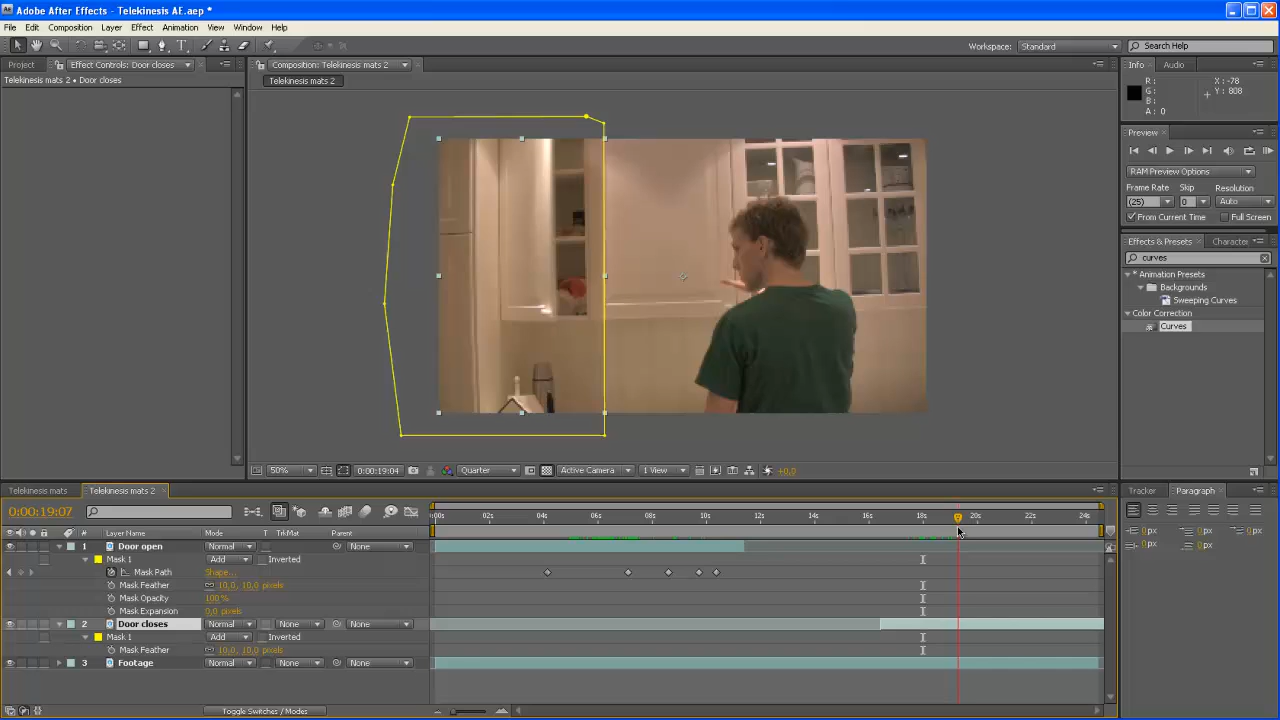 Adobe After Effects - Telekinesis AE.aep *
File Edit Composition Layer Effect Animation View Window Help
Workspace: Standard Search Help
Project Effect Controls: Door closes
Telekinesis mats 2 • Door closes
Composition: Telekinesis mats 2
Telekinesis mats 2
Info Audio
R :
G :
B :
A : 0
X : -78
Y : 808
Preview
RAM Preview Options
Frame Rate Skip Resolution
(25) 0 Auto
From Current Time Full Screen
Effects & Presets Character
curves
* Animation Presets
Backgrounds
Sweeping Curves
Color Correction
Curves
50% 0:00:19:04 Quarter Active Camera 1 View +0,0
Telekinesis mats Telekinesis mats 2
0:00:19:07
# Layer Name Mode T TrkMat Parent
:00s 02s 04s 06s 08s 10s 12s 14s 16s 18s 20s 22s 24s
1 Door open Normal None
Mask 1 Add Inverted
Mask Path Shape...
Mask Feather 10,0, 10,0 pixels
Mask Opacity 100 %
Mask Expansion 0,0 pixels
2 Door closes Normal None None
Mask 1 Add Inverted
Mask Feather 10,0, 10,0 pixels
3 Footage Normal None None
Toggle Switches / Modes
Tracker Paragraph
0 px 0 px 0 px
0 px 0 px